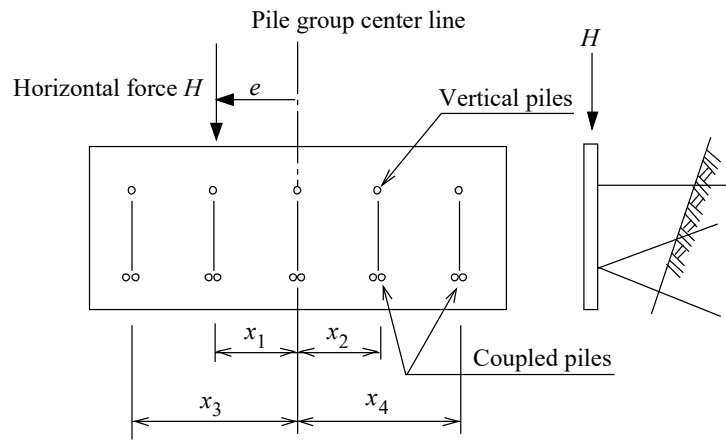 Pile group center line
H
Horizontal force H
e
Vertical piles
x1
x2
Coupled piles
x3
x4